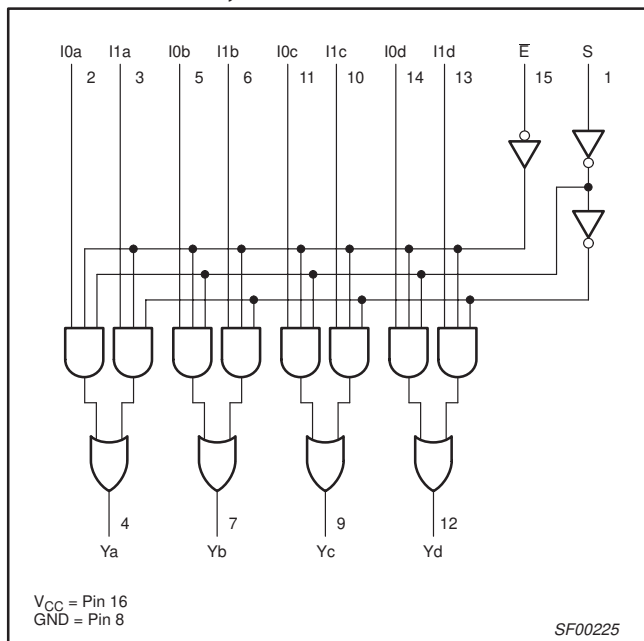 I0a I1a I0b I1b I0c I1c I0d I1d E̅ S
2 3 5 6 11 10 14 13 15 1
4 7 9 12
Ya Yb Yc Yd
VCC = Pin 16
GND = Pin 8
SF00225